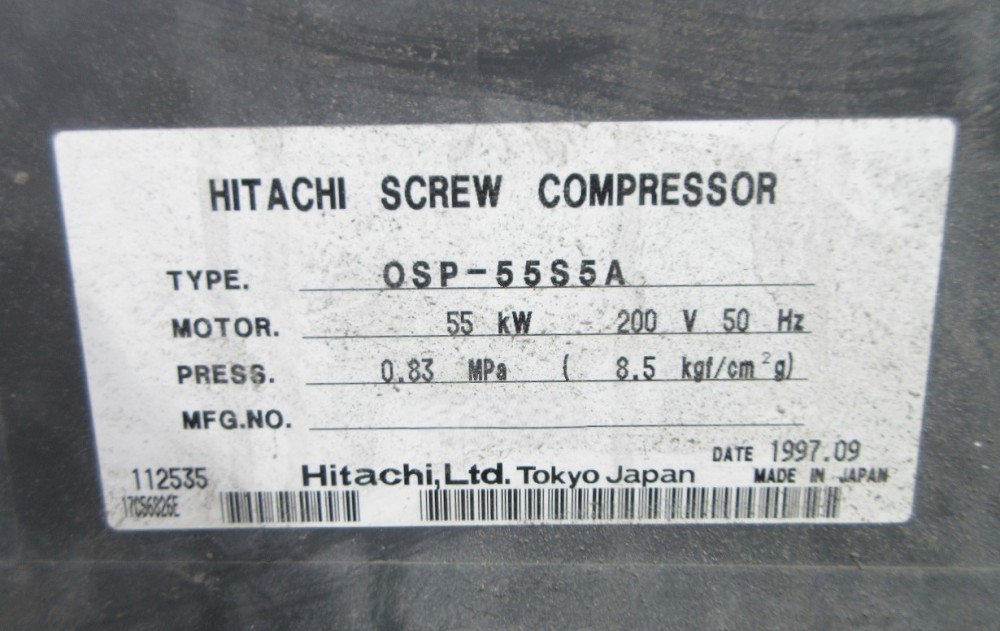 HITACHI SCREW COMPRESSOR
TYPE. OSP-55S5A
MOTOR. 55 kW 200 V 50 Hz
PRESS. 0.83 MPa ( 8.5 kgf/cm²g)
MFG.NO.
DATE 1997.09
112535 Hitachi,Ltd. Tokyo Japan MADE IN JAPAN
17CS6826E